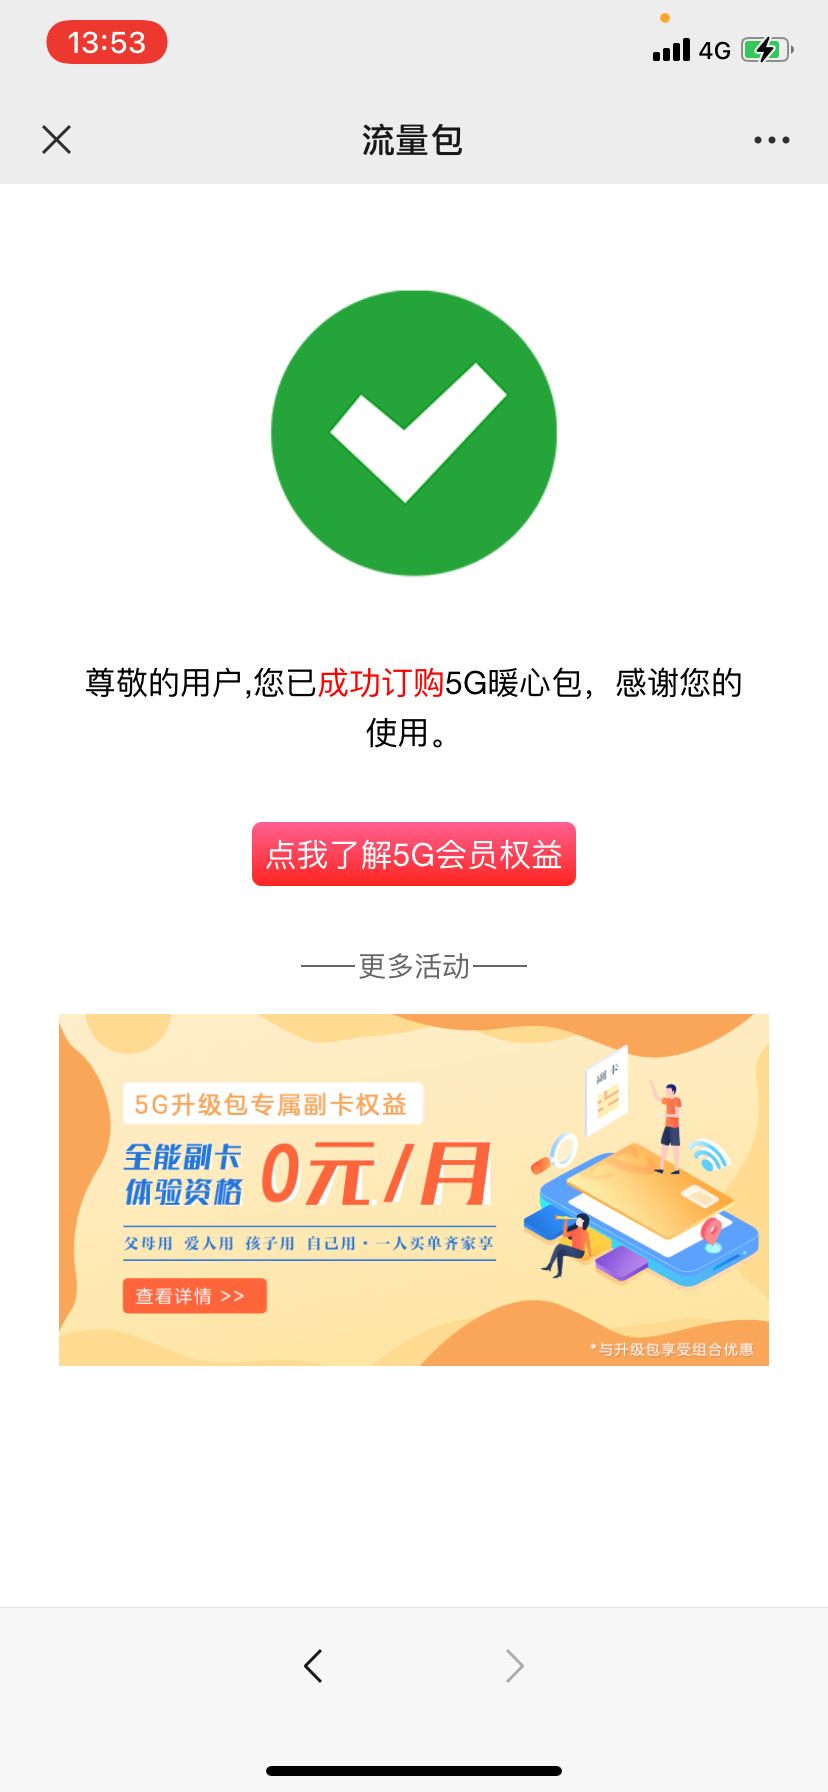 13:53
4G
流量包
尊敬的用户,您已成功订购5G暖心包，感谢您的
使用。
点我了解5G会员权益
——更多活动——
副卡
5G升级包专属副卡权益
全能副卡
体验资格
0元/月
父母用 爱人用 孩子用 自己用·一人买单齐家享
查看详情 >>
*与升级包享受组合优惠